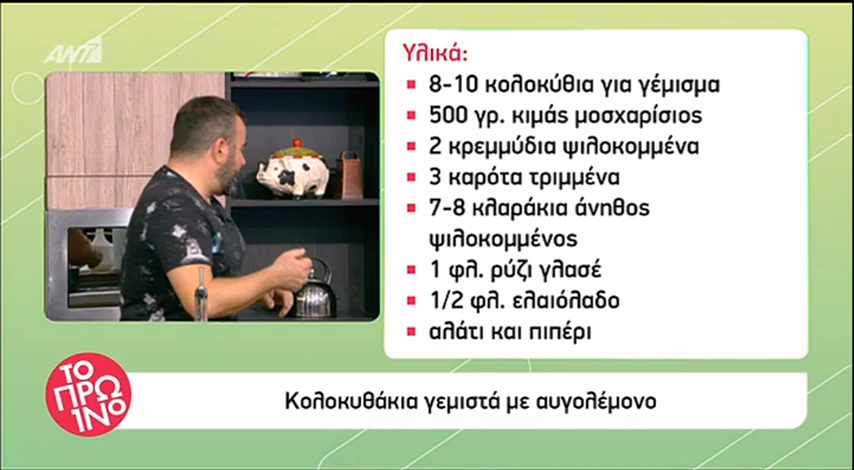 ΑΝΤ1
Υλικά:
8-10 κολοκύθια για γέμισμα
500 γρ. κιμάς μοσχαρίσιος
2 κρεμμύδια ψιλοκομμένα
3 καρότα τριμμένα
7-8 κλαράκια άνηθος
ψιλοκομμένος
1 φλ. ρύζι γλασέ
1/2 φλ. ελαιόλαδο
αλάτι και πιπέρι
ΤΟ
ΠΡΩ
ΙΝΟ
Κολοκυθάκια γεμιστά με αυγολέμονο